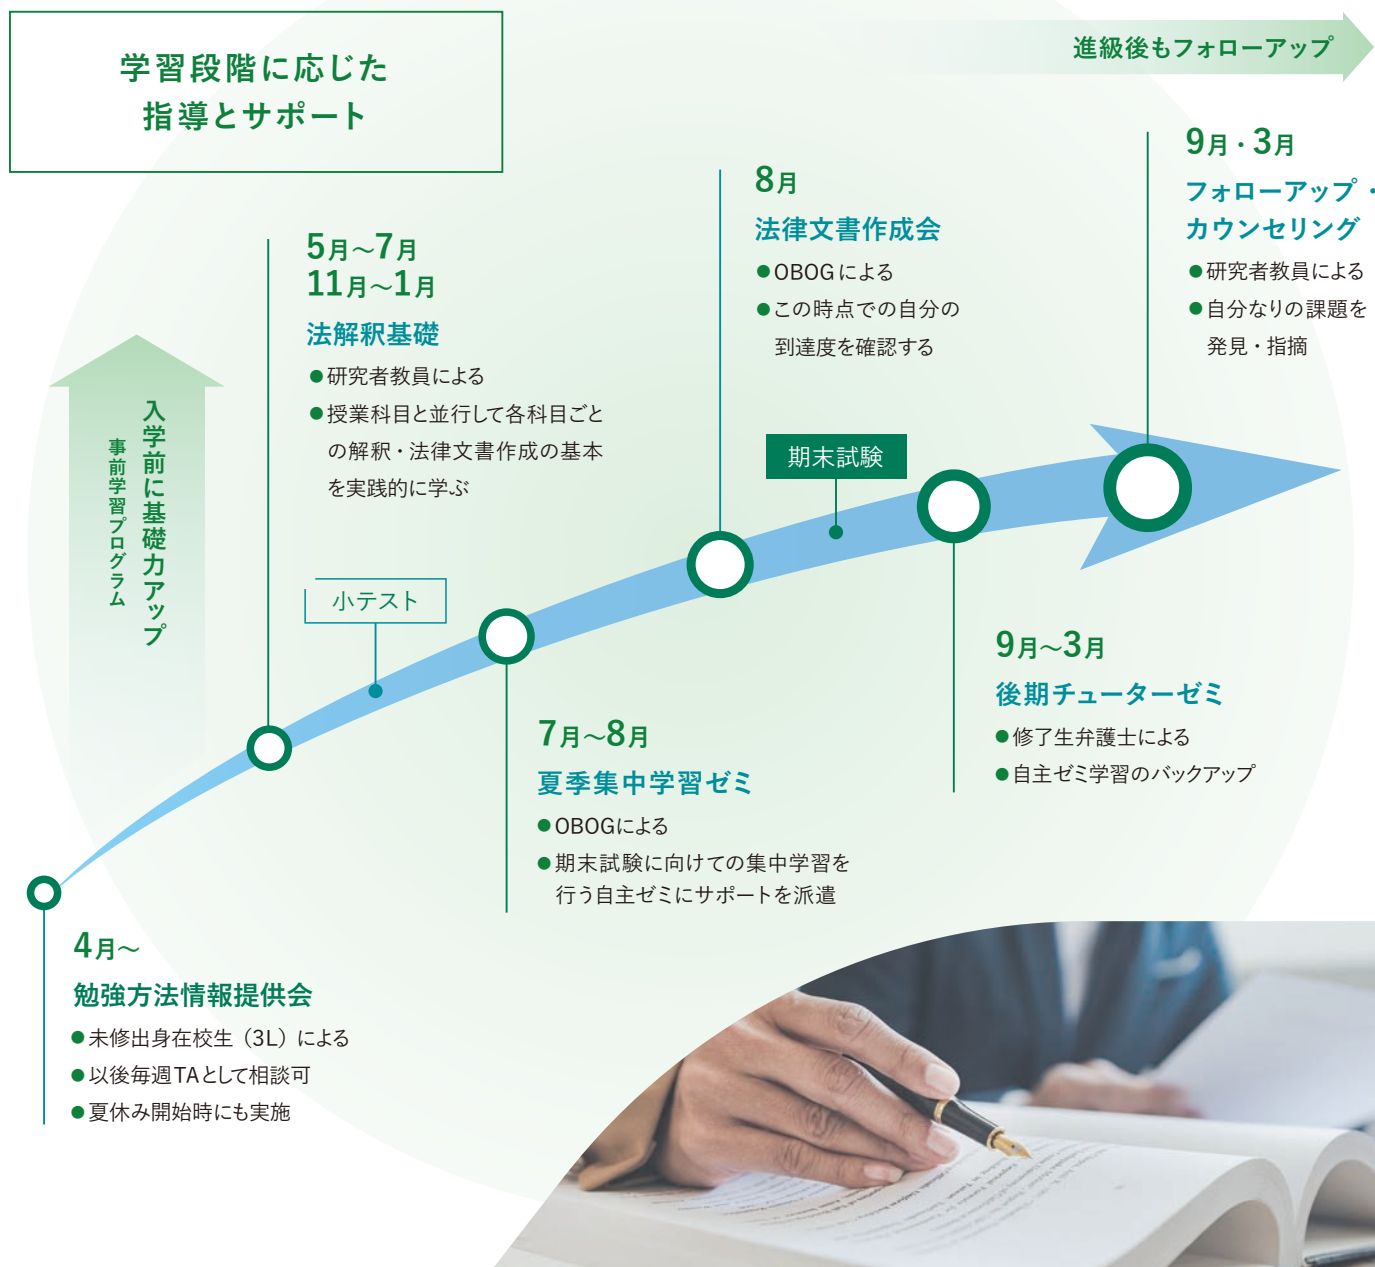 学習段階に応じた
指導とサポート
進級後もフォローアップ
入学前に基礎力アップ
事前学習プログラム
4月～
勉強方法情報提供会
●未修出身在校生（3L）による
●以後毎週TAとして相談可
●夏休み開始時にも実施
5月～7月
11月～1月
法解釈基礎
●研究者教員による
●授業科目と並行して各科目ごと
の解釈・法律文書作成の基本
を実践的に学ぶ
小テスト
7月～8月
夏季集中学習ゼミ
●OBOGによる
●期末試験に向けての集中学習を
行う自主ゼミにサポートを派遣
8月
法律文書作成会
●OBOGによる
●この時点での自分の
到達度を確認する
期末試験
9月～3月
後期チューターゼミ
●修了生弁護士による
●自主ゼミ学習のバックアップ
9月・3月
フォローアップ・
カウンセリング
●研究者教員による
●自分なりの課題を
発見・指摘